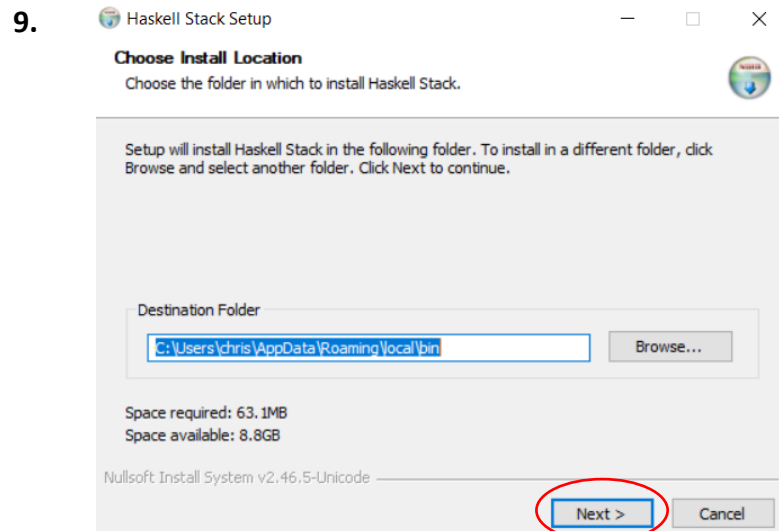 9.
Haskell Stack Setup
Choose Install Location
Choose the folder in which to install Haskell Stack.
Setup will install Haskell Stack in the following folder. To install in a different folder, click
Browse and select another folder. Click Next to continue.
Destination Folder
C:\Users\chris\AppData\Roaming\local\bin
Browse...
Space required: 63.1MB
Space available: 8.8GB
Nullsoft Install System v2.46.5-Unicode
Next >
Cancel